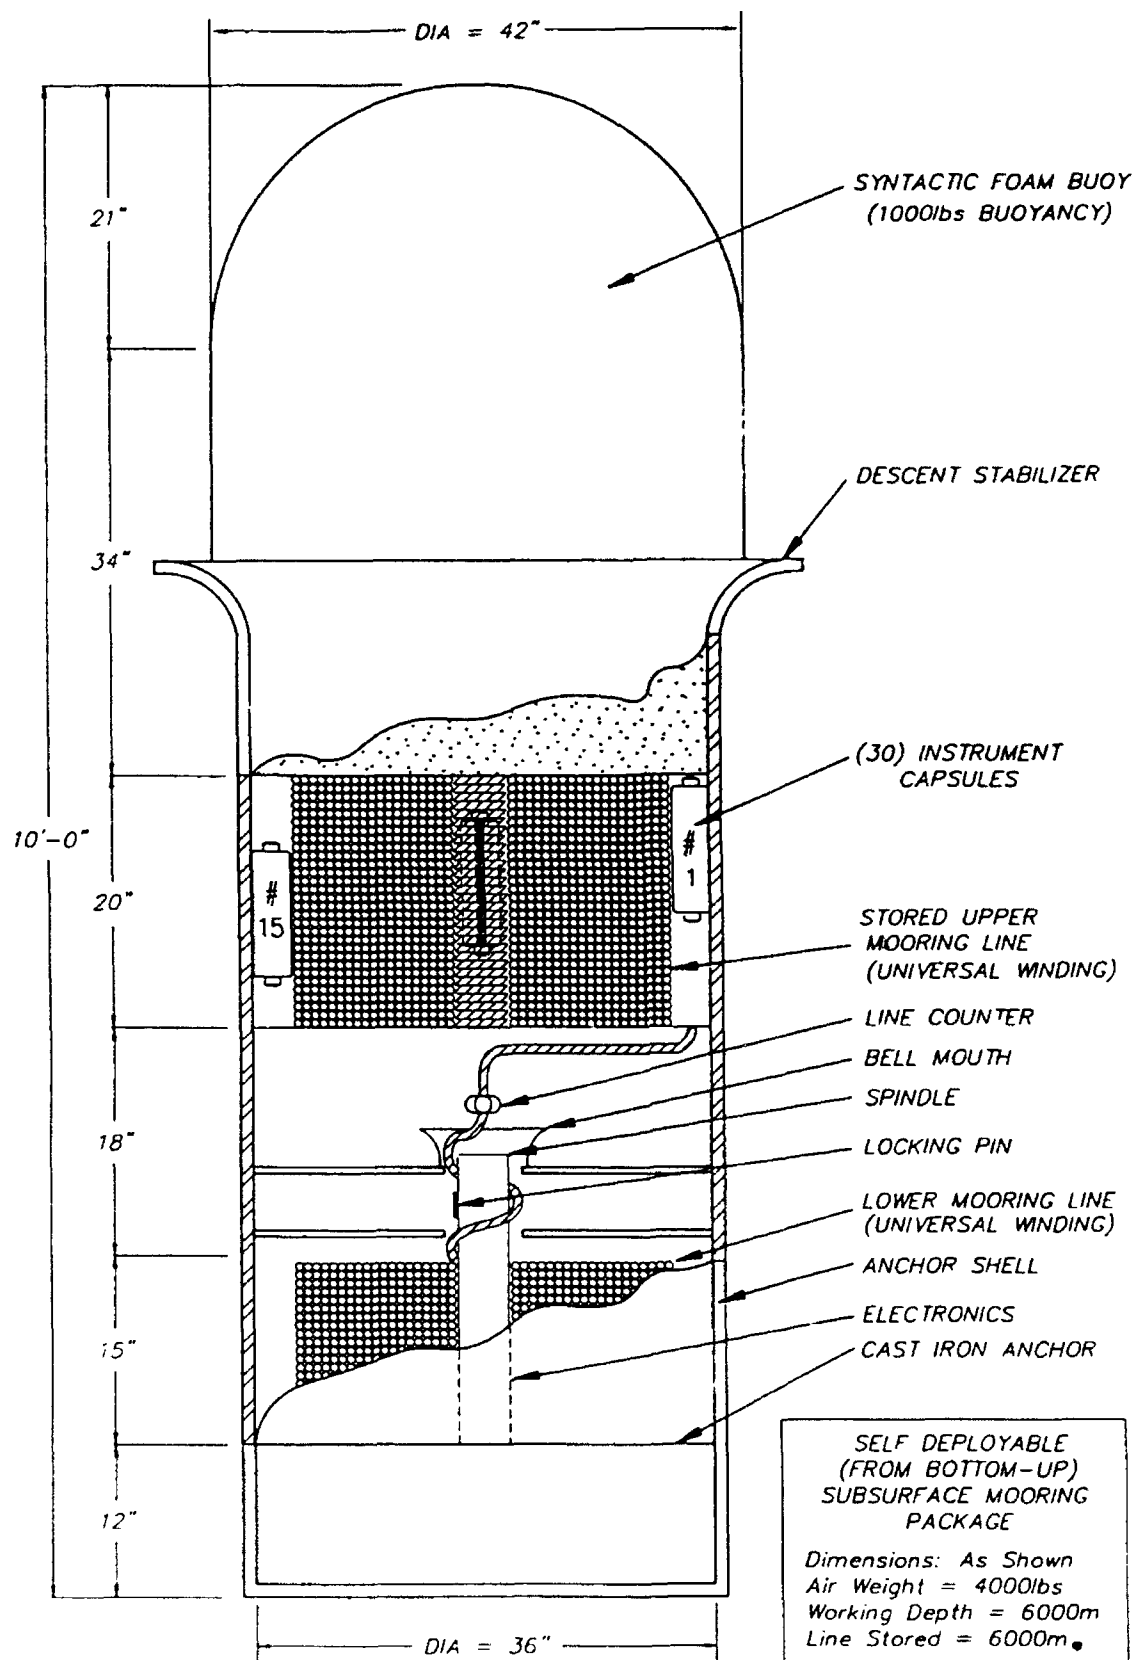 DIA = 42"
21"
SYNTACTIC FOAM BUOY
(1000lbs BUOYANCY)
DESCENT STABILIZER
34"
(30) INSTRUMENT
CAPSULES
10'-0"
#
1
#
15
20"
STORED UPPER
MOORING LINE
(UNIVERSAL WINDING)
LINE COUNTER
BELL MOUTH
SPINDLE
18"
LOCKING PIN
LOWER MOORING LINE
(UNIVERSAL WINDING)
ANCHOR SHELL
ELECTRONICS
15"
CAST IRON ANCHOR
12"
SELF DEPLOYABLE
(FROM BOTTOM-UP)
SUBSURFACE MOORING
PACKAGE
Dimensions: As Shown
Air Weight = 4000lbs
Working Depth = 6000m
Line Stored = 6000m.
DIA = 36"